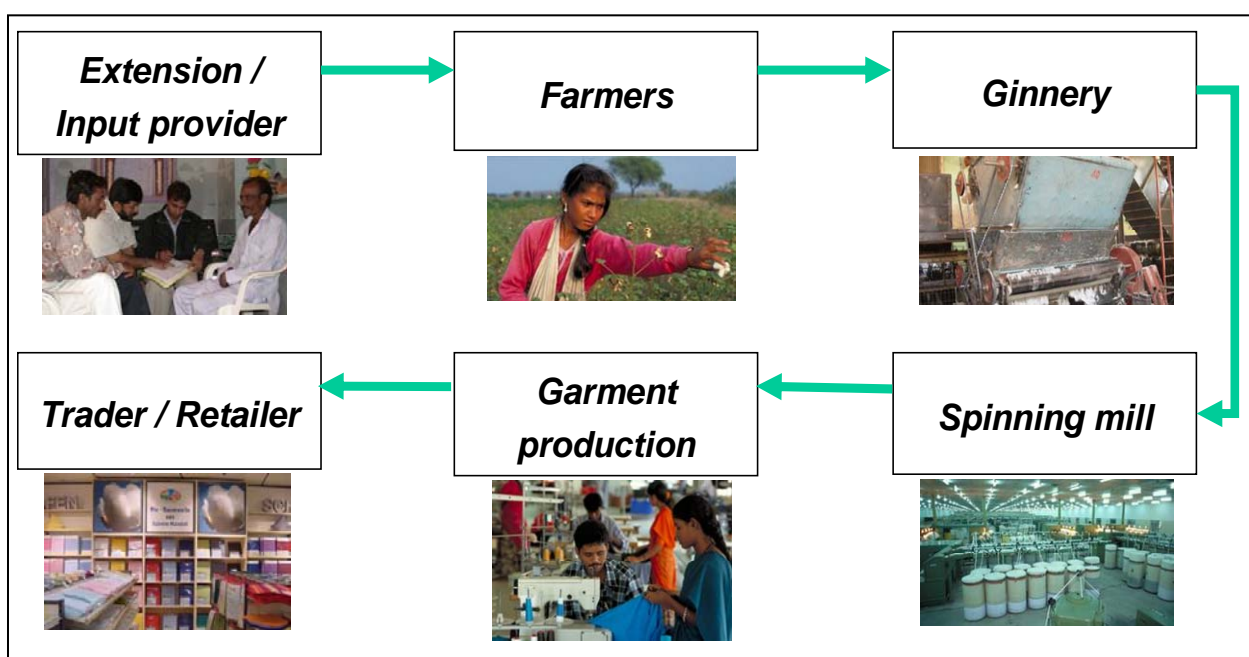 Extension /
Input provider
Farmers
Ginnery
Trader / Retailer
Garment
production
Spinning mill